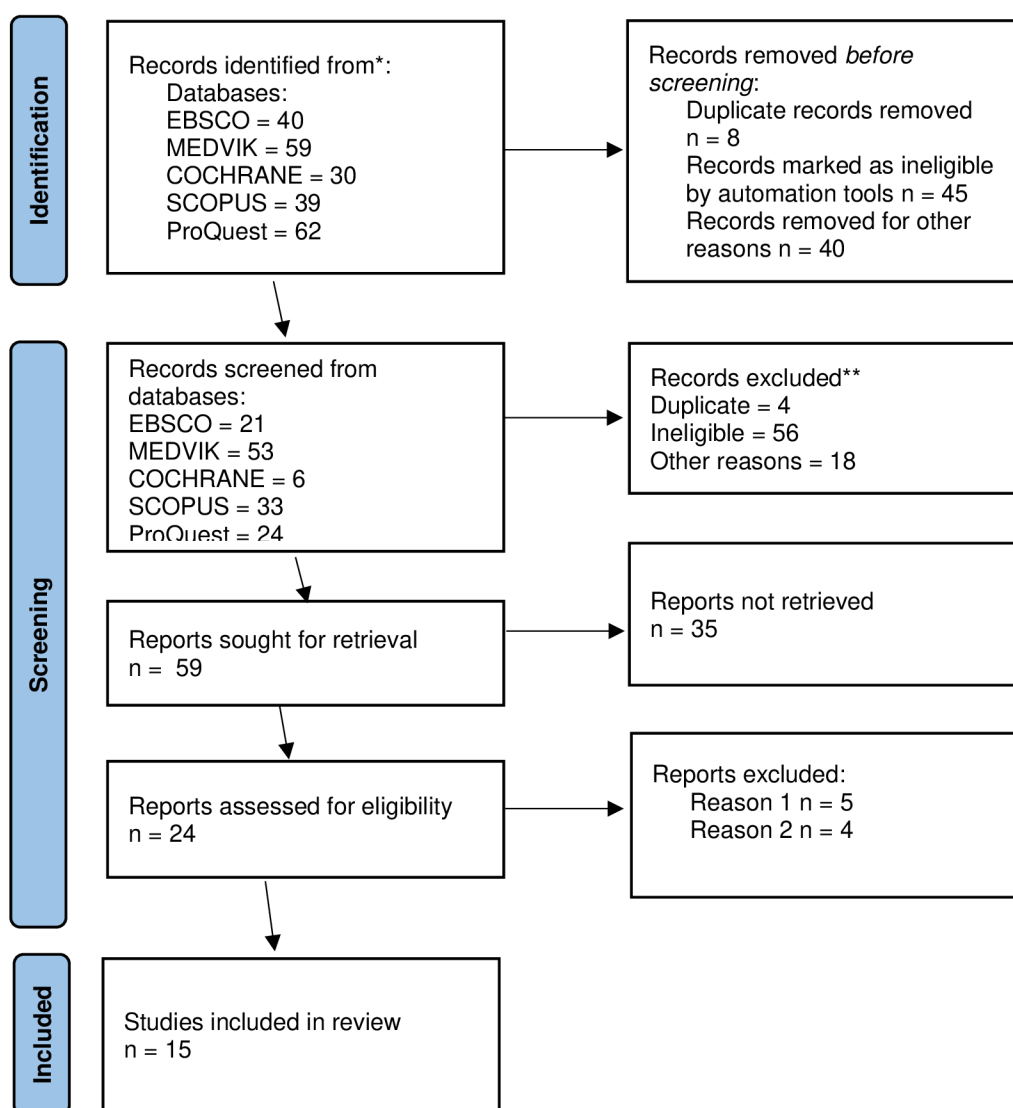 Identification
Records identified from*:
Databases:
EBSCO = 40
MEDVIK = 59
COCHRANE = 30
SCOPUS = 39
ProQuest = 62
Records removed before
screening:
Duplicate records removed
n = 8
Records marked as ineligible
by automation tools n = 45
Records removed for other
reasons n = 40
Screening
Records screened from
databases:
EBSCO = 21
MEDVIK = 53
COCHRANE = 6
SCOPUS = 33
ProQuest = 24
Records excluded**
Duplicate = 4
Ineligible = 56
Other reasons = 18
Reports sought for retrieval
n = 59
Reports not retrieved
n = 35
Reports assessed for eligibility
n = 24
Reports excluded:
Reason 1 n = 5
Reason 2 n = 4
Included
Studies included in review
n = 15